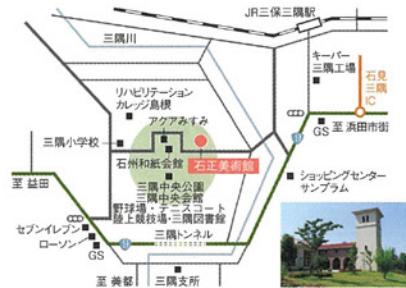 JR三保三隅駅
三隅川
キーパー
三隅工場
石見
三隅
IC
リハビリテーション
カレッジ島根
アクアみすみ
GS
至 浜田市街
三隅小学校
石州和紙会館
石正美術館
9
至 益田
三隅中央公園
三隅中央会館
野球場・テニスコート
陸上競技場・三隅図書館
ショッピングセンター
サンプラム
セブンイレブン
ローソン
GS
9
三隅トンネル
至 美都
三隅支所